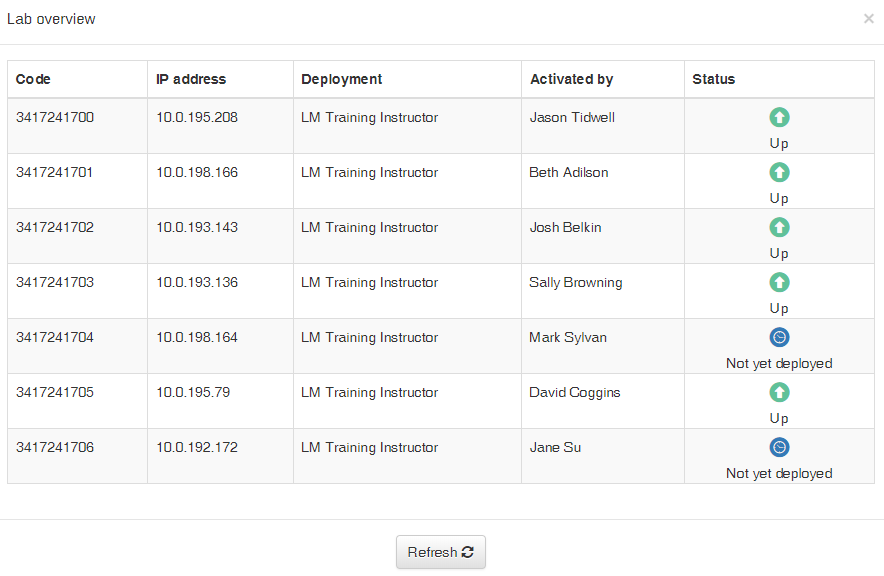 Lab overview ×
Code IP address Deployment Activated by Status
3417241700 10.0.195.208 LM Training Instructor Jason Tidwell
Up
3417241701 10.0.198.166 LM Training Instructor Beth Adilson
Up
3417241702 10.0.193.143 LM Training Instructor Josh Belkin
Up
3417241703 10.0.193.136 LM Training Instructor Sally Browning
Up
3417241704 10.0.198.164 LM Training Instructor Mark Sylvan
Not yet deployed
3417241705 10.0.195.79 LM Training Instructor David Coggins
Up
3417241706 10.0.192.172 LM Training Instructor Jane Su
Not yet deployed
Refresh